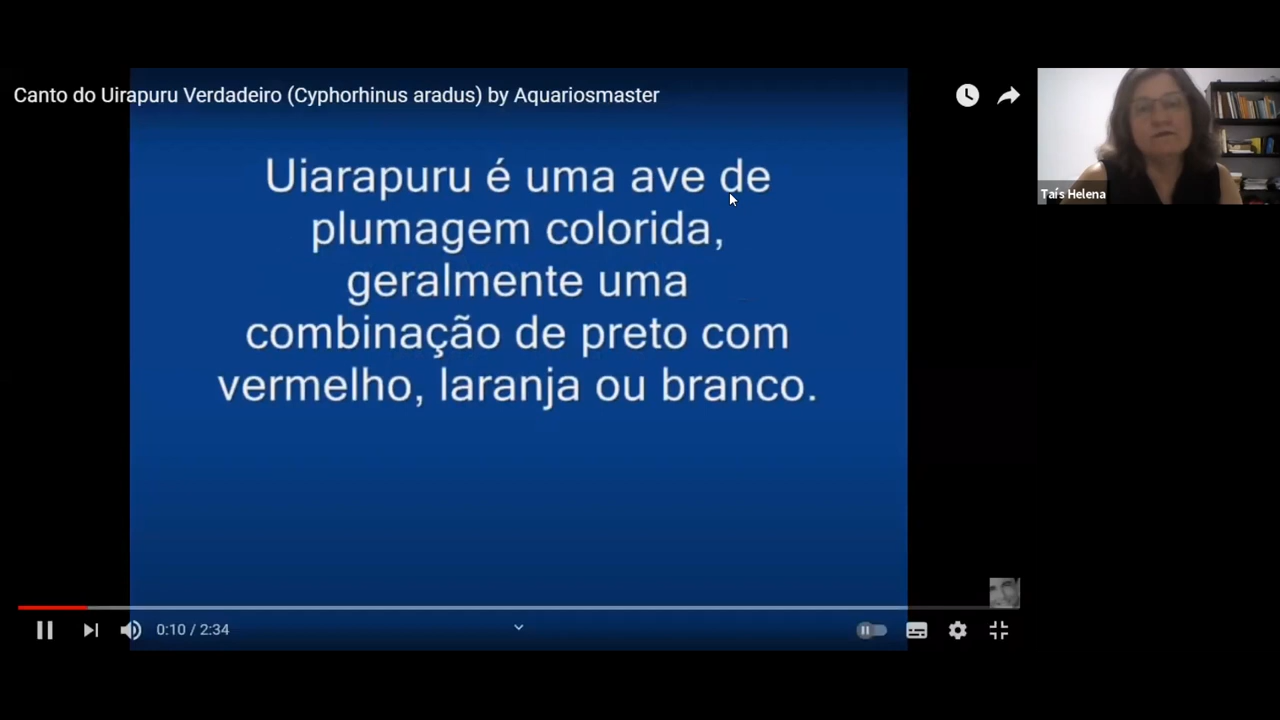 Canto do Uirapuru Verdadeiro (Cyphorhinus aradus) by Aquariosmaster
Uiarapuru é uma ave de
plumagem colorida,
geralmente uma
combinação de preto com
vermelho, laranja ou branco.
Taís Helena
0:10 / 2:34